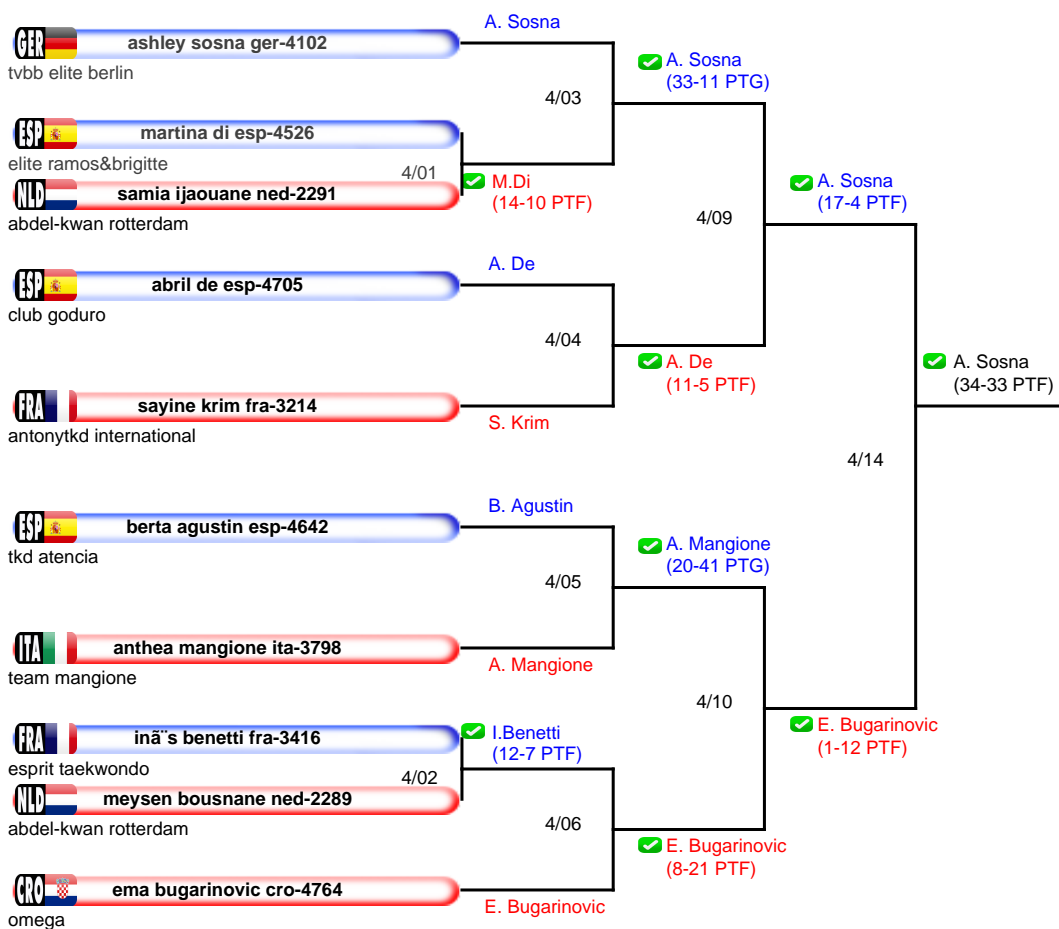 A. Sosna
GER ashley sosna ger-4102
tvbb elite berlin
A. Sosna
(33-11 PTG)
4/03
ESP martina di esp-4526
elite ramos&brigitte
4/01
M.Di
(14-10 PTF)
NLD samia ijaouane ned-2291
abdel-kwan rotterdam
A. Sosna
(17-4 PTF)
4/09
A. De
ESP abril de esp-4705
club goduro
4/04
A. De
(11-5 PTF)
A. Sosna
(34-33 PTF)
FRA sayine krim fra-3214
antonytkd international
S. Krim
4/14
B. Agustin
ESP berta agustin esp-4642
tkd atencia
A. Mangione
(20-41 PTG)
4/05
ITA anthea mangione ita-3798
team mangione
A. Mangione
4/10
FRA inã¨s benetti fra-3416
esprit taekwondo
I.Benetti
(12-7 PTF)
E. Bugarinovic
(1-12 PTF)
4/02
NLD meysen bousnane ned-2289
abdel-kwan rotterdam
4/06
E. Bugarinovic
(8-21 PTF)
CRO ema bugarinovic cro-4764
omega
E. Bugarinovic